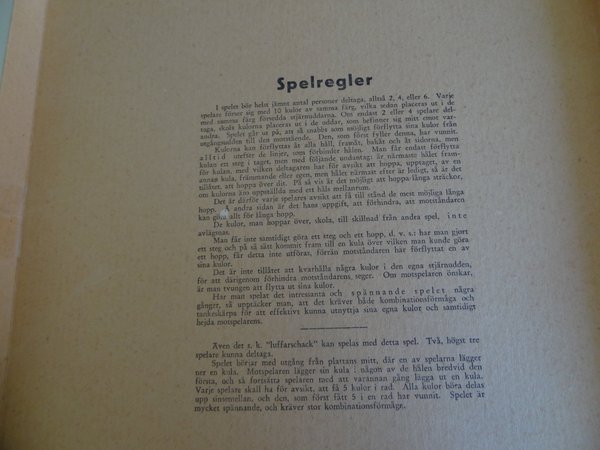 Spelregler
I spelet bör helst jämnt antal personer deltaga, alltså 2, 4, eller 6. Varje
spelare förser sig med 10 kulor av samma färg, vilka sedan placeras ut i de
med samma färg försedda stjärnuddar. Om endast 2 eller 4 spelare del-
taga, skola kulorna placeras ut i de uddar, som befinner sig mitt emot var-
andra. Spelet går ut på, att så snabbt som möjligt förflytta sina kulor från
utgångsudden till den motstående. Den, som först fyller denna, har vunnit.
Kulorna kan förflyttas åt alla håll, framåt, bakåt och åt sidorna, men
alltid utefter de linjer, som förbinder hålen. Man får endast förflytta
kulan ett steg i taget, men med följande undantag: är närmaste hålet fram-
för kulan, med vilken deltagaren har för avsikt att hoppa, upptaget, av en
annan kula, främmande eller egen, men hålet närmast efter är ledigt, så är det
tillåtet, att hoppa över dit. På så vis är det möjligt att hoppa långa sträckor,
om kulorna äro uppställda med ett håls mellanrum.
Det är därför varje spelares avsikt att få till stånd de mest möjliga långa
hopp. Å andra sidan är det hans uppgift, att förhindra, att motståndaren
kan göra allt för långa hopp.
De kulor, man hoppar över, skola, till skillnad från andra spel, inte
avlägsnas.
Man får inte samtidigt göra ett steg och ett hopp, d. v. s.: har man gjort
ett steg och på så sätt kommit fram till en kula över vilken man kunde göra
ett hopp, får detta inte utföras, förrän motståndaren har förflyttat en av
sina kulor.
Det är inte tillåtet att kvarhålla några kulor i den egna stjärnudden,
för att därigenom förhindra motståndarens seger. Om motspelaren önskar,
är man tvungen att flytta ut sina kulor.
Har man spelat det intressanta och spännande spelet några
gånger, så upptäcker man, att det kräver både kombinationsförmåga och
tankeskärpa för att effektivt kunna utnyttja sina egna kulor och samtidigt
hejda motspelarens.
Även det s. k. "luffarschack" kan spelas med detta spel. Två, högst tre
spelare kunna deltaga.
Spelet börjar med utgång från plattans mitt, där en av spelarna lägger
ner en kula. Motspelaren lägger sin kula i någon av de hålen bredvid den
första, och så fortsätta spelaren med att varannan gång lägga ut en kula.
Varje spelare skall ha för avsikt, att få 5 kulor i rad. Alla kulor böra delas
upp sinsemellan, och den, som först fått 5 i en rad har vunnit. Spelet är
mycket spännande, och kräver stor kombinationsförmåge.